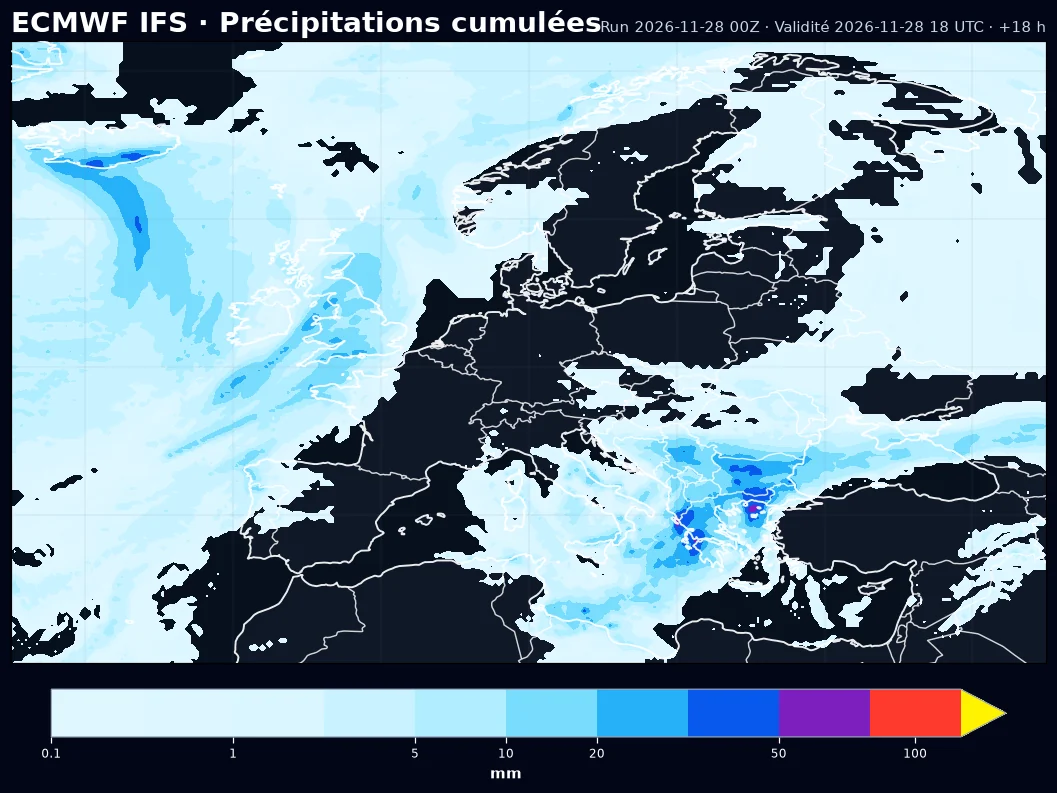 ECMWF IFS · Précipitations cumulées
Run 2026-11-28 00Z · Validité 2026-11-28 18 UTC · +18 h
0.1 1 5 10 20 50 100
mm